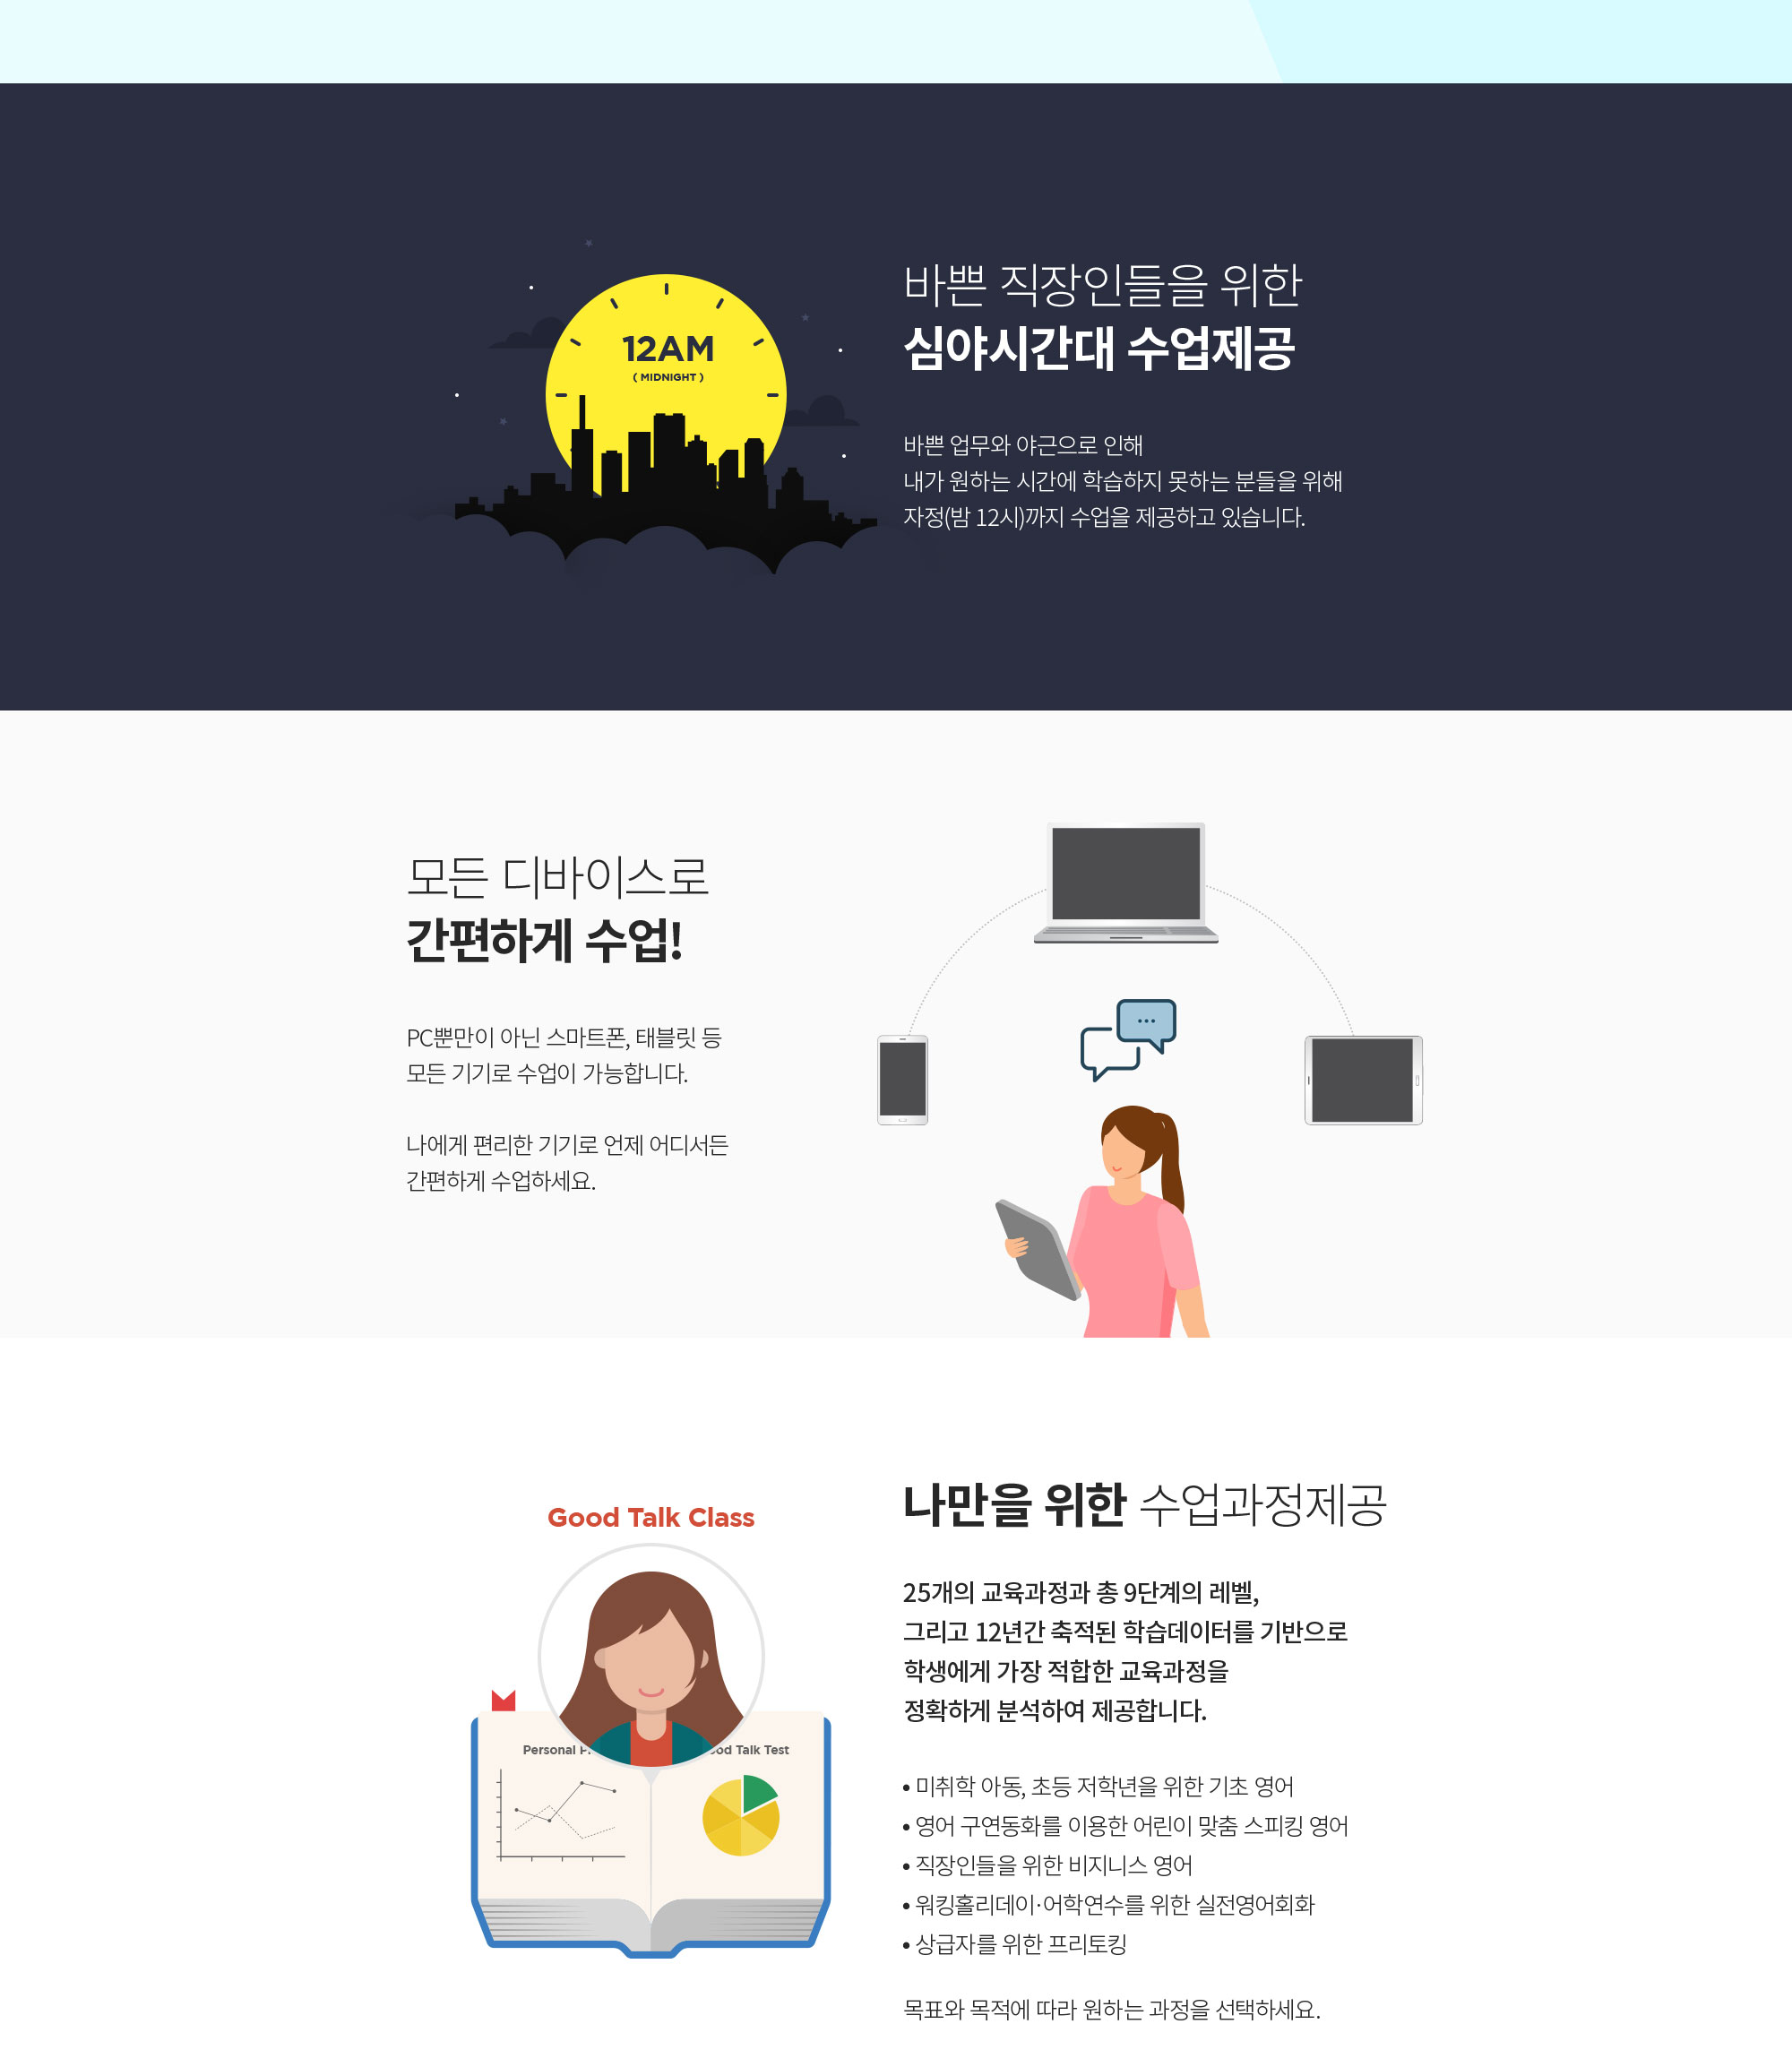 12AM
( MIDNIGHT )
바쁜 직장인들을 위한
심야시간대 수업제공
바쁜 업무와 야근으로 인해
내가 원하는 시간에 학습하지 못하는 분들을 위해
자정(밤 12시)까지 수업을 제공하고 있습니다.
모든 디바이스로
간편하게 수업!
PC뿐만이 아닌 스마트폰, 태블릿 등
모든 기기로 수업이 가능합니다.
나에게 편리한 기기로 언제 어디서든
간편하게 수업하세요.
Good Talk Class
Personal
Talk Test
나만을 위한 수업과정제공
25개의 교육과정과 총 9단계의 레벨,
그리고 12년간 축적된 학습데이터를 기반으로
학생에게 가장 적합한 교육과정을
정확하게 분석하여 제공합니다.
• 미취학 아동, 초등 저학년을 위한 기초 영어
• 영어 구연동화를 이용한 어린이 맞춤 스피킹 영어
• 직장인들을 위한 비지니스 영어
• 워킹홀리데이·어학연수를 위한 실전영어회화
• 상급자를 위한 프리토킹
목표와 목적에 따라 원하는 과정을 선택하세요.